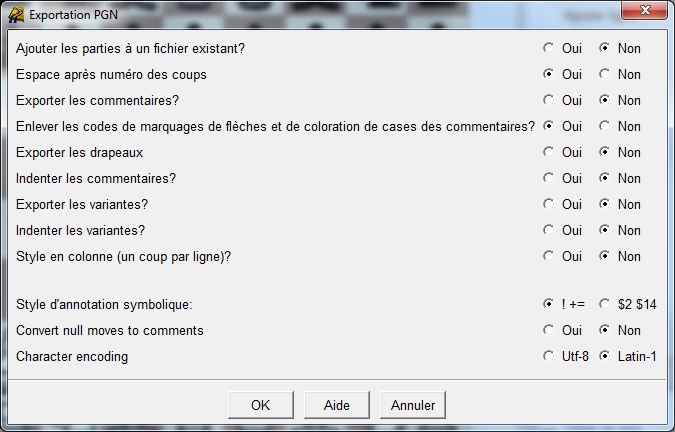 Exportation PGN
Ajouter les parties à un fichier existant? Oui Non
Espace après numéro des coups Oui Non
Exporter les commentaires? Oui Non
Enlever les codes de marquages de flèches et de coloration de cases des commentaires? Oui Non
Exporter les drapeaux Oui Non
Indenter les commentaires? Oui Non
Exporter les variantes? Oui Non
Indenter les variantes? Oui Non
Style en colonne (un coup par ligne)? Oui Non
Style d'annotation symbolique: ! += $2 $14
Convert null moves to comments Oui Non
Character encoding Utf-8 Latin-1
OK Aide Annuler